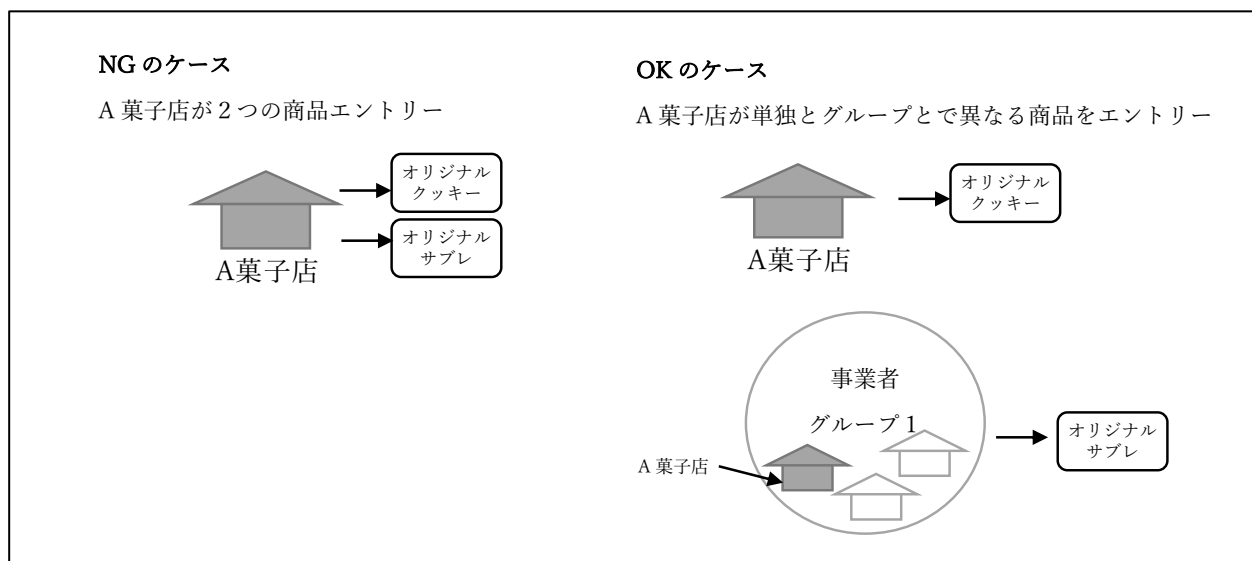 NG のケース
A 菓子店が 2 つの商品エントリー
オリジナル
クッキー
オリジナル
サブレ
A菓子店
OK のケース
A 菓子店が単独とグループとで異なる商品をエントリー
オリジナル
クッキー
A菓子店
事業者
グループ 1
A 菓子店
オリジナル
サブレ